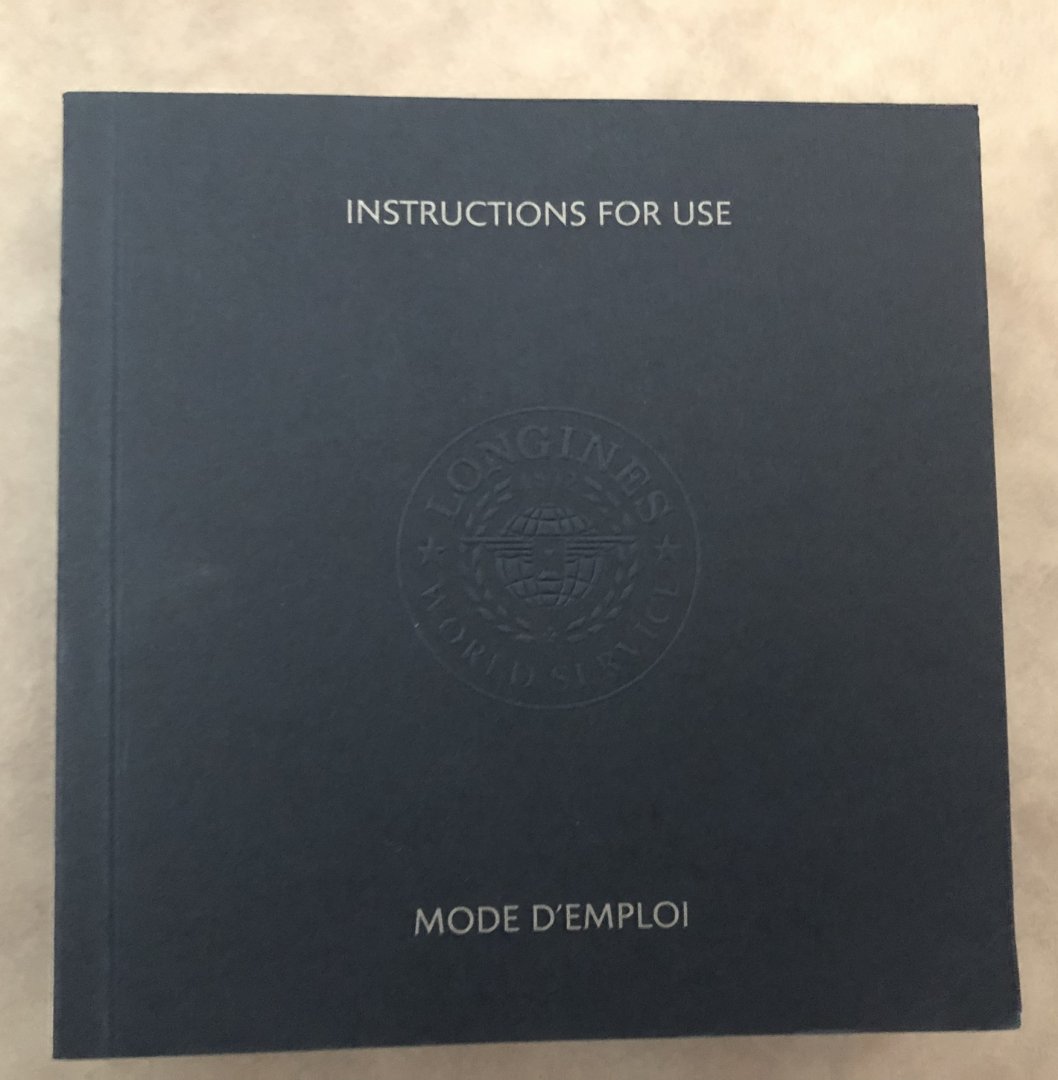 INSTRUCTIONS FOR USE
LONGINES
WORLD SERVICE
MODE D'EMPLOI